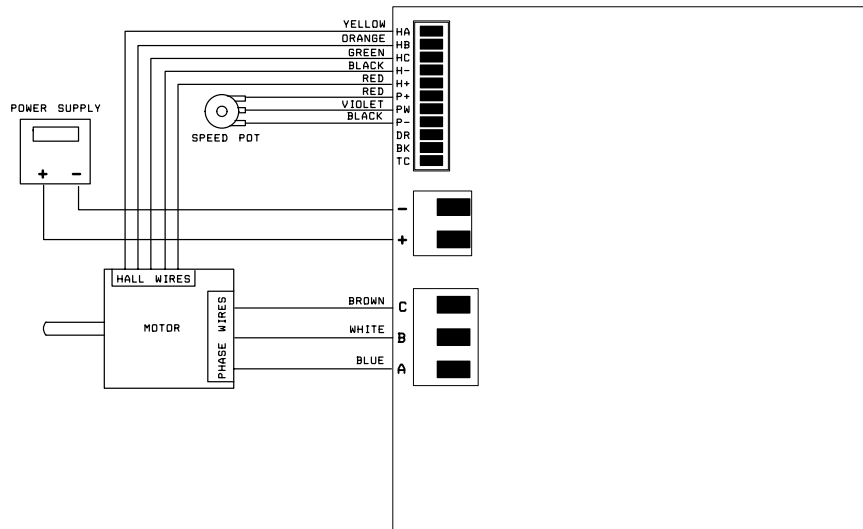 YELLOW HA
ORANGE HB
GREEN HC
BLACK H-
RED H+
RED P+
VIOLET PW
BLACK P-
DR
BK
TC
POWER SUPPLY
+ -
SPEED POT
-
+
HALL WIRES
MOTOR
PHASE WIRES
BROWN C
WHITE B
BLUE A